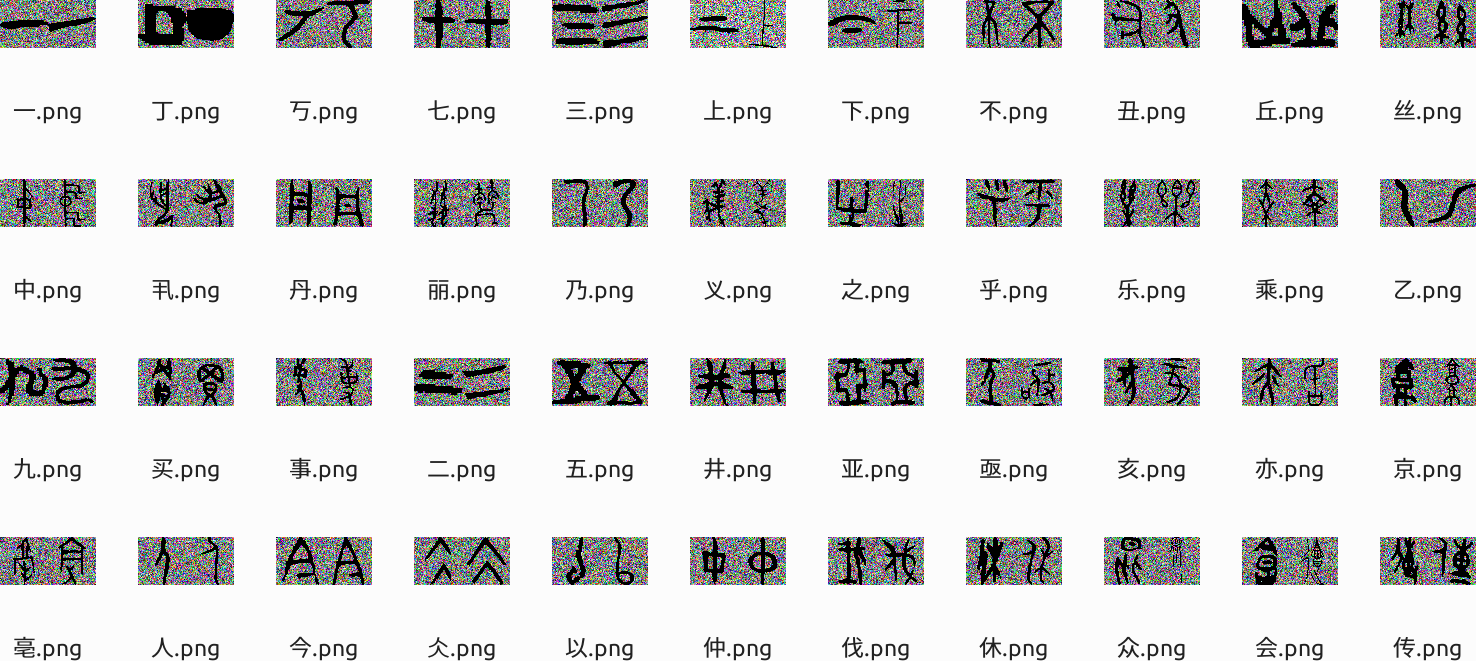 一.png 丁.png 丂.png 七.png 三.png 上.png 下.png 不.png 丑.png 丘.png 丝.png
中.png 丮.png 丹.png 丽.png 乃.png 义.png 之.png 乎.png 乐.png 乘.png 乙.png
九.png 买.png 事.png 二.png 五.png 井.png 亚.png 亟.png 亥.png 亦.png 京.png
亳.png 人.png 今.png 仌.png 以.png 仲.png 伐.png 休.png 众.png 会.png 传.png